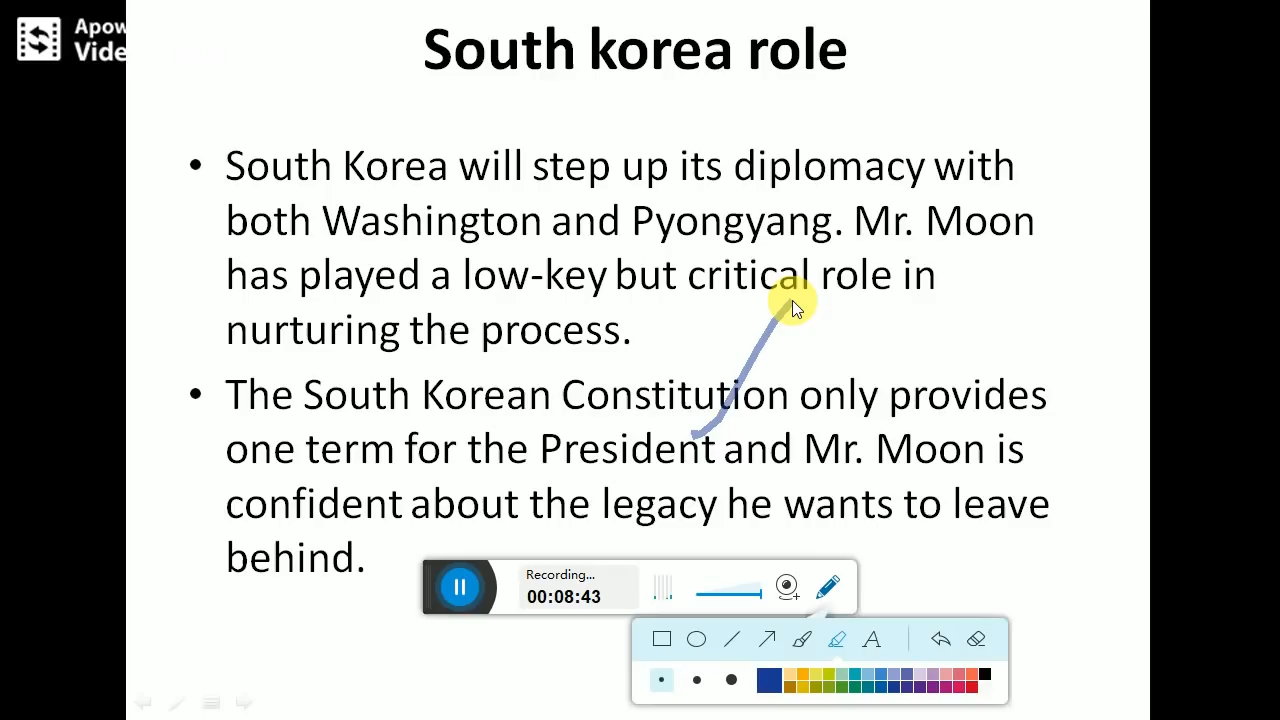 Apow
Vide
South korea role
• South Korea will step up its diplomacy with
both Washington and Pyongyang. Mr. Moon
has played a low-key but critical role in
nurturing the process.
• The South Korean Constitution only provides
one term for the President and Mr. Moon is
confident about the legacy he wants to leave
behind.
Recording...
00:08:43
A